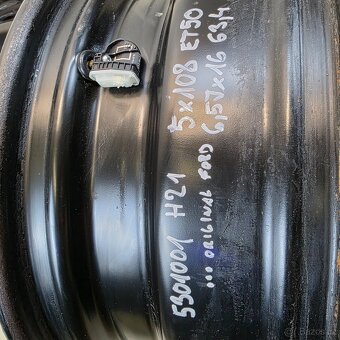 5301001 H21 5x108 ET50
... ORIGINAL FORD 6,5Jx16 63,4